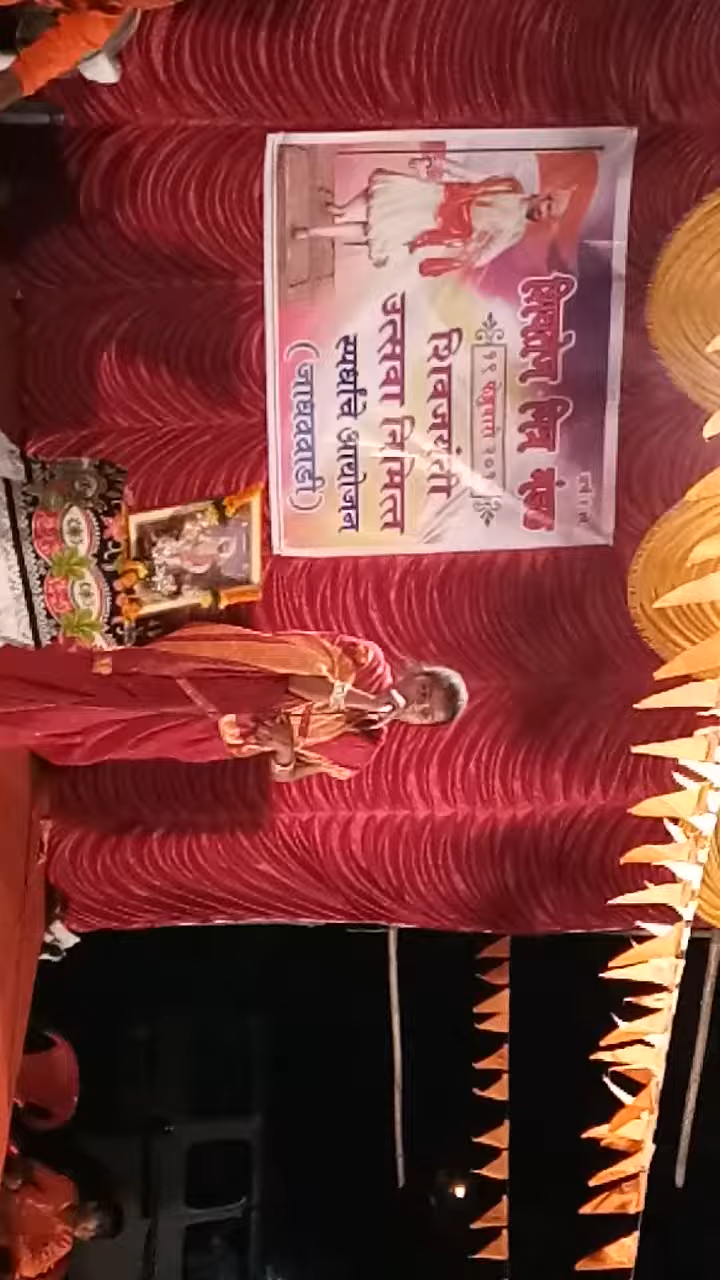 मित्र मंडळ
१९ फेब्रुवारी
शिवजयंती
उत्सवा निमित्त
स्पर्धांचे आयोजन
(जाधववाडी)